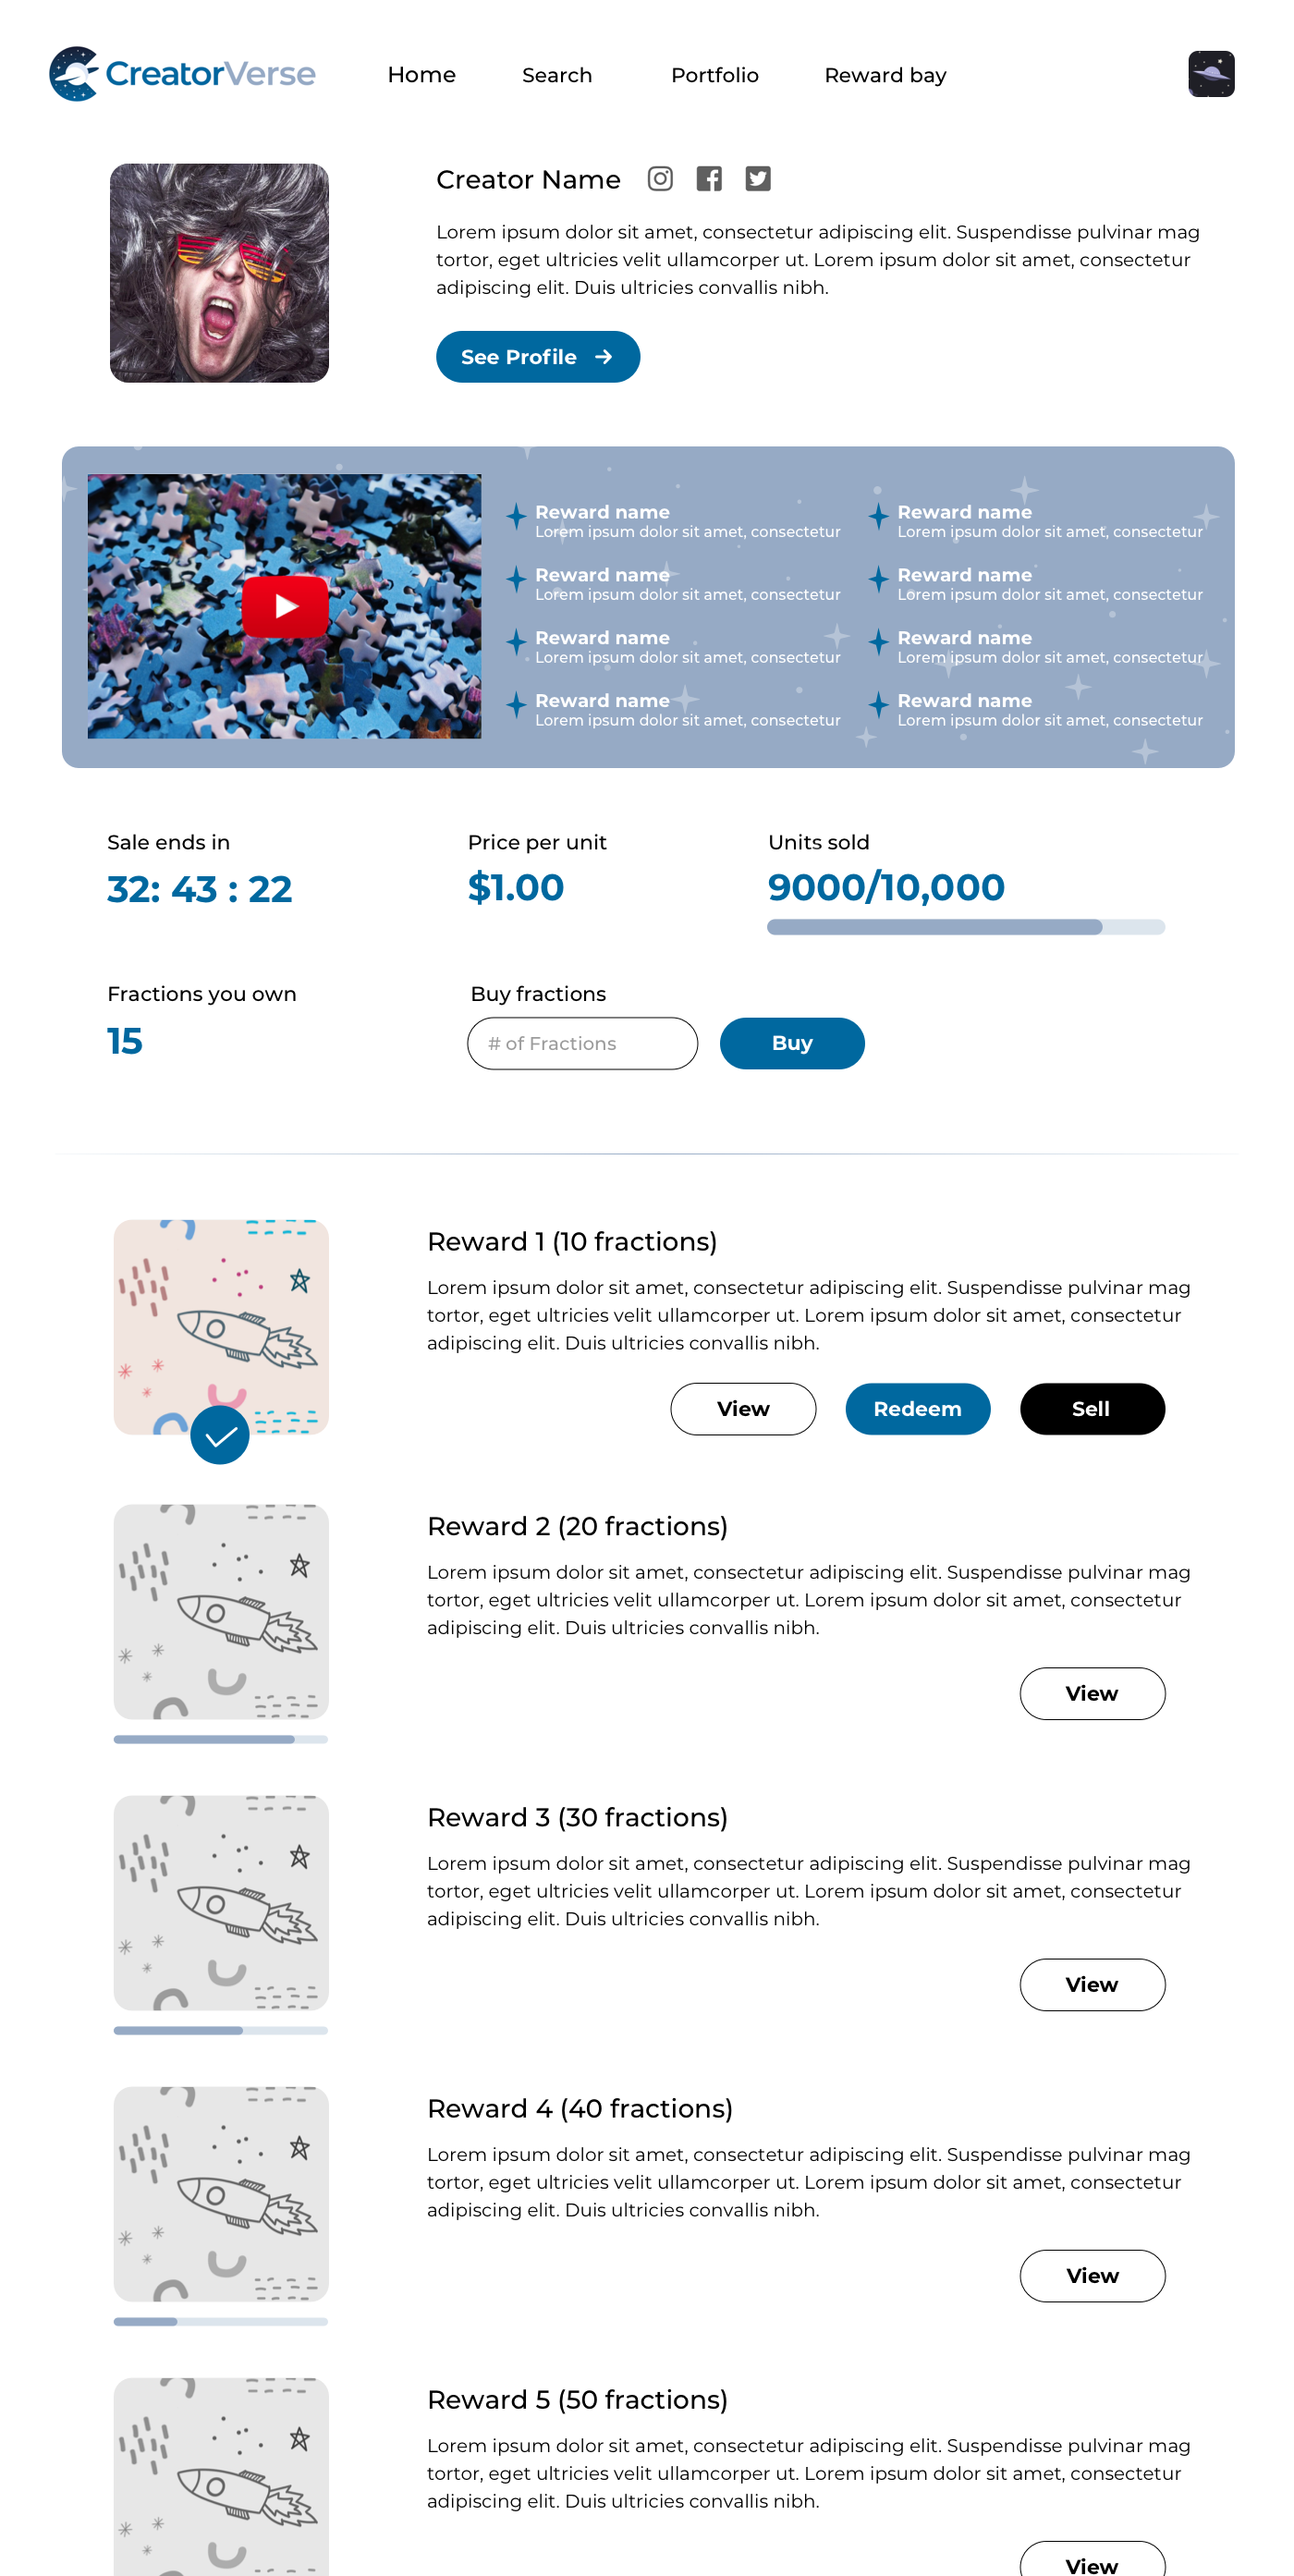 CreatorVerse
Home Search Portfolio Reward bay
Creator Name
Lorem ipsum dolor sit amet, consectetur adipiscing elit. Suspendisse pulvinar mag
tortor, eget ultricies velit ullamcorper ut. Lorem ipsum dolor sit amet, consectetur
adipiscing elit. Duis ultricies convallis nibh.
See Profile
Reward name
Lorem ipsum dolor sit amet, consectetur
Reward name
Lorem ipsum dolor sit amet, consectetur
Reward name
Lorem ipsum dolor sit amet, consectetur
Reward name
Lorem ipsum dolor sit amet, consectetur
Reward name
Lorem ipsum dolor sit amet, consectetur
Reward name
Lorem ipsum dolor sit amet, consectetur
Reward name
Lorem ipsum dolor sit amet, consectetur
Reward name
Lorem ipsum dolor sit amet, consectetur
Sale ends in
32: 43 : 22
Price per unit
$1.00
Units sold
9000/10,000
Fractions you own
15
Buy fractions
# of Fractions
Buy
Reward 1 (10 fractions)
Lorem ipsum dolor sit amet, consectetur adipiscing elit. Suspendisse pulvinar mag
tortor, eget ultricies velit ullamcorper ut. Lorem ipsum dolor sit amet, consectetur
adipiscing elit. Duis ultricies convallis nibh.
View Redeem Sell
Reward 2 (20 fractions)
Lorem ipsum dolor sit amet, consectetur adipiscing elit. Suspendisse pulvinar mag
tortor, eget ultricies velit ullamcorper ut. Lorem ipsum dolor sit amet, consectetur
adipiscing elit. Duis ultricies convallis nibh.
View
Reward 3 (30 fractions)
Lorem ipsum dolor sit amet, consectetur adipiscing elit. Suspendisse pulvinar mag
tortor, eget ultricies velit ullamcorper ut. Lorem ipsum dolor sit amet, consectetur
adipiscing elit. Duis ultricies convallis nibh.
View
Reward 4 (40 fractions)
Lorem ipsum dolor sit amet, consectetur adipiscing elit. Suspendisse pulvinar mag
tortor, eget ultricies velit ullamcorper ut. Lorem ipsum dolor sit amet, consectetur
adipiscing elit. Duis ultricies convallis nibh.
View
Reward 5 (50 fractions)
Lorem ipsum dolor sit amet, consectetur adipiscing elit. Suspendisse pulvinar mag
tortor, eget ultricies velit ullamcorper ut. Lorem ipsum dolor sit amet, consectetur
adipiscing elit. Duis ultricies convallis nibh.
View